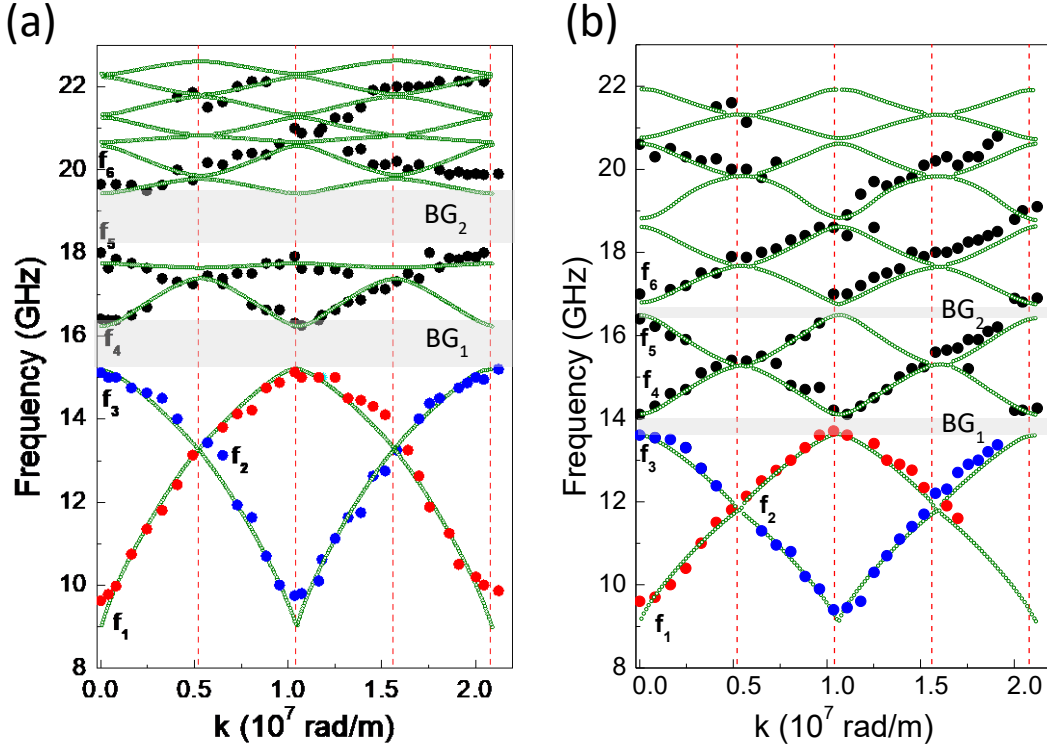 (a)
(b)
22
20
18
16
14
12
10
8
Frequency (GHz)
f6
f5
f4
f3
f2
f1
BG2
BG1
0.0 0.5 1.0 1.5 2.0
k (10^7 rad/m)
22
20
18
16
14
12
10
8
Frequency (GHz)
f6
f5
f4
f3
f2
f1
BG2
BG1
0.0 0.5 1.0 1.5 2.0
k (10^7 rad/m)